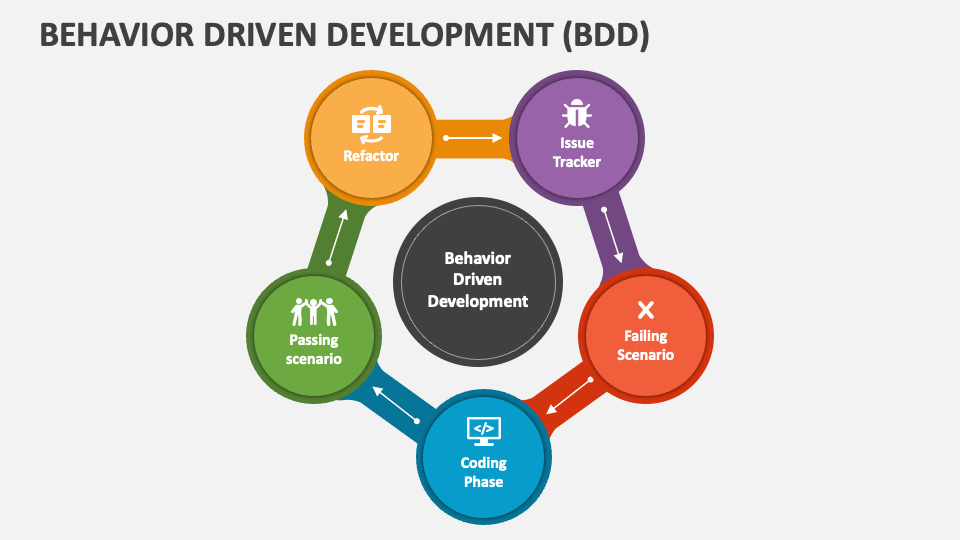 BEHAVIOR DRIVEN DEVELOPMENT (BDD)
Refactor
Issue
Tracker
Behavior
Driven
Development
Passing
scenario
Failing
Scenario
</>
Coding
Phase